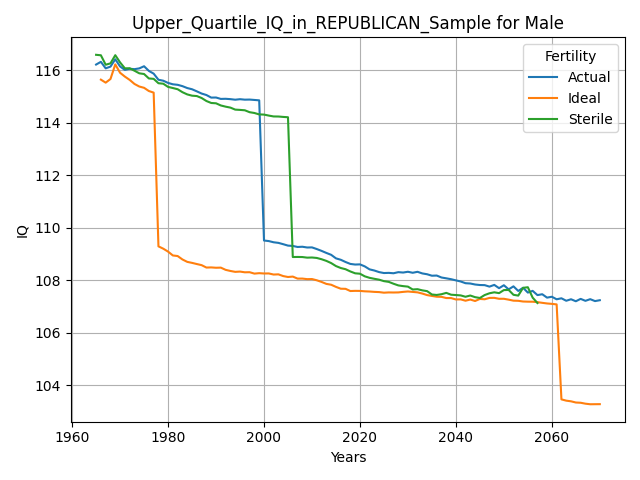 Upper_Quartile_IQ_in_REPUBLICAN_Sample for Male
Fertility
Actual
Ideal
Sterile
116
114
112
110
108
106
104
IQ
1960
1980
2000
2020
2040
2060
Years